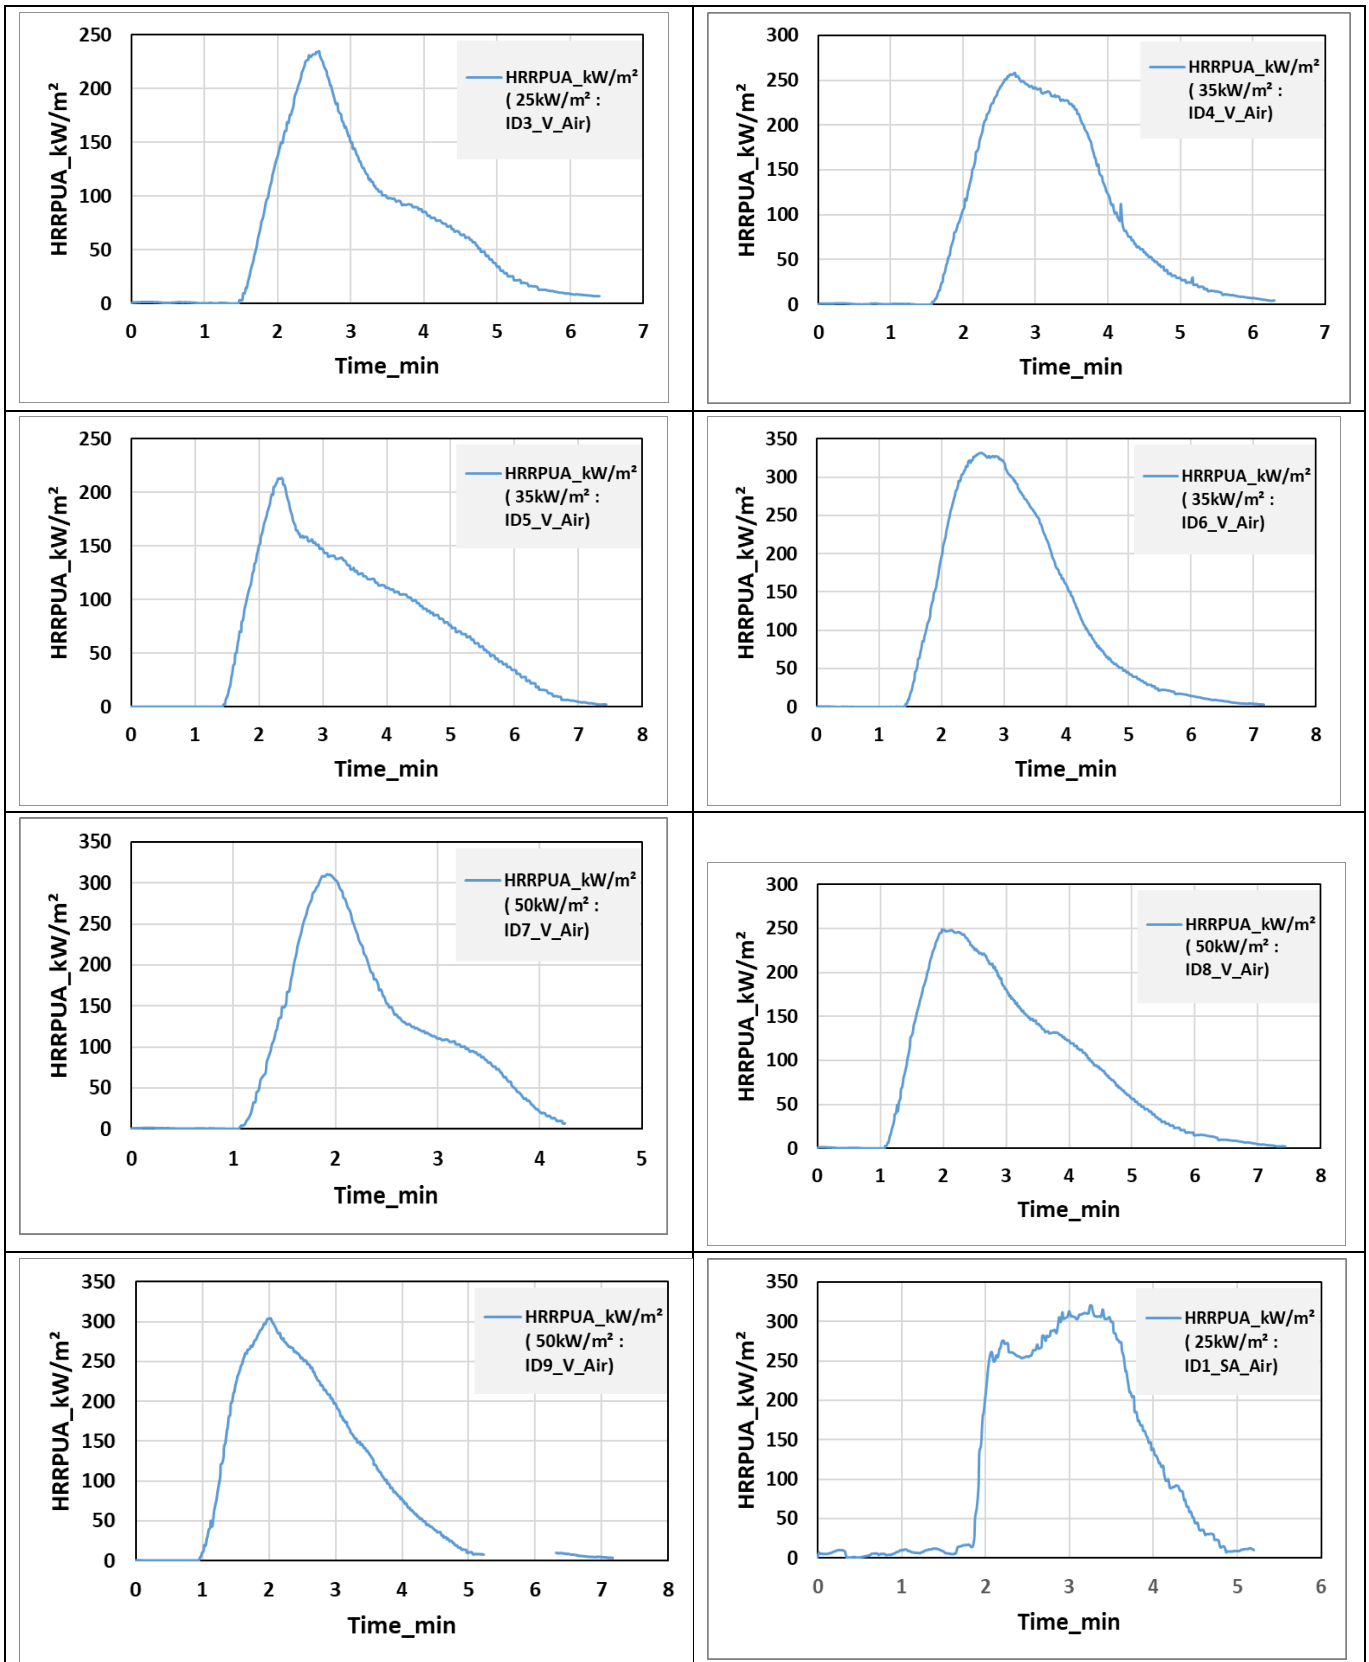 250
200
150
100
50
0
HRRPUA_kW/m²
HRRPUA_kW/m²
( 25kW/m² :
ID3_V_Air)
0 1 2 3 4 5 6 7
Time_min
300
250
200
150
100
50
0
HRRPUA_kW/m²
HRRPUA_kW/m²
( 35kW/m² :
ID4_V_Air)
0 1 2 3 4 5 6 7
Time_min
250
200
150
100
50
0
HRRPUA_kW/m²
HRRPUA_kW/m²
( 35kW/m² :
ID5_V_Air)
0 1 2 3 4 5 6 7 8
Time_min
350
300
250
200
150
100
50
0
HRRPUA_kW/m²
HRRPUA_kW/m²
( 35kW/m² :
ID6_V_Air)
0 1 2 3 4 5 6 7 8
Time_min
350
300
250
200
150
100
50
0
HRRPUA_kW/m²
HRRPUA_kW/m²
( 50kW/m² :
ID7_V_Air)
0 1 2 3 4 5
Time_min
300
250
200
150
100
50
0
HRRPUA_kW/m²
HRRPUA_kW/m²
( 50kW/m² :
ID8_V_Air)
0 1 2 3 4 5 6 7 8
Time_min
350
300
250
200
150
100
50
0
HRRPUA_kW/m²
HRRPUA_kW/m²
( 50kW/m² :
ID9_V_Air)
0 1 2 3 4 5 6 7 8
Time_min
350
300
250
200
150
100
50
0
HRRPUA_kW/m²
HRRPUA_kW/m²
( 25kW/m² :
ID1_SA_Air)
0 1 2 3 4 5 6
Time_min